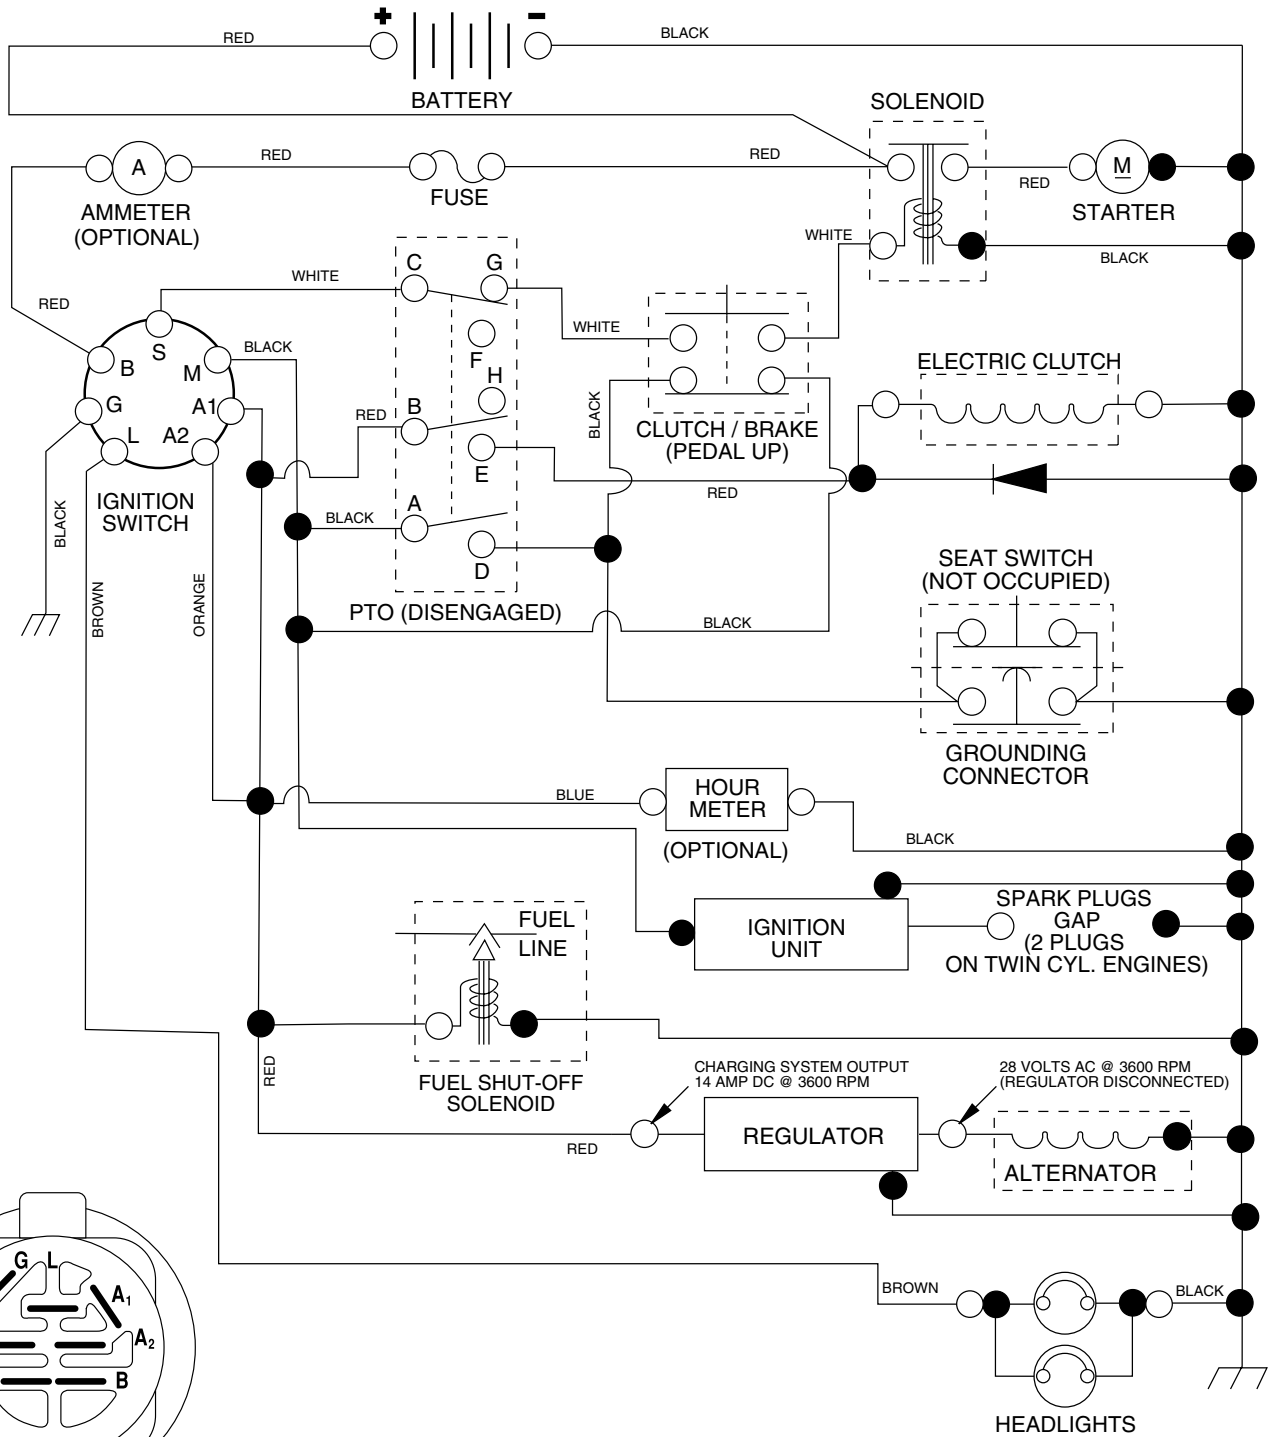 +
-
RED
BLACK
BATTERY
SOLENOID
A
RED
RED
M
RED
FUSE
AMMETER
(OPTIONAL)
STARTER
WHITE
BLACK
C
G
WHITE
RED
WHITE
S
F
BLACK
B
M
ELECTRIC CLUTCH
H
G
A1
B
RED
BLACK
L
A2
CLUTCH / BRAKE
(PEDAL UP)
E
RED
IGNITION
SWITCH
A
BLACK
BLACK
D
SEAT SWITCH
(NOT OCCUPIED)
BROWN
ORANGE
PTO (DISENGAGED)
BLACK
GROUNDING
CONNECTOR
BLUE
HOUR
METER
(OPTIONAL)
BLACK
SPARK PLUGS
GAP
(2 PLUGS
ON TWIN CYL. ENGINES)
IGNITION
UNIT
FUEL
LINE
RED
FUEL SHUT-OFF
SOLENOID
CHARGING SYSTEM OUTPUT
14 AMP DC @ 3600 RPM
28 VOLTS AC @ 3600 RPM
(REGULATOR DISCONNECTED)
RED
REGULATOR
ALTERNATOR
G
L
A1
A2
B
BROWN
BLACK
HEADLIGHTS